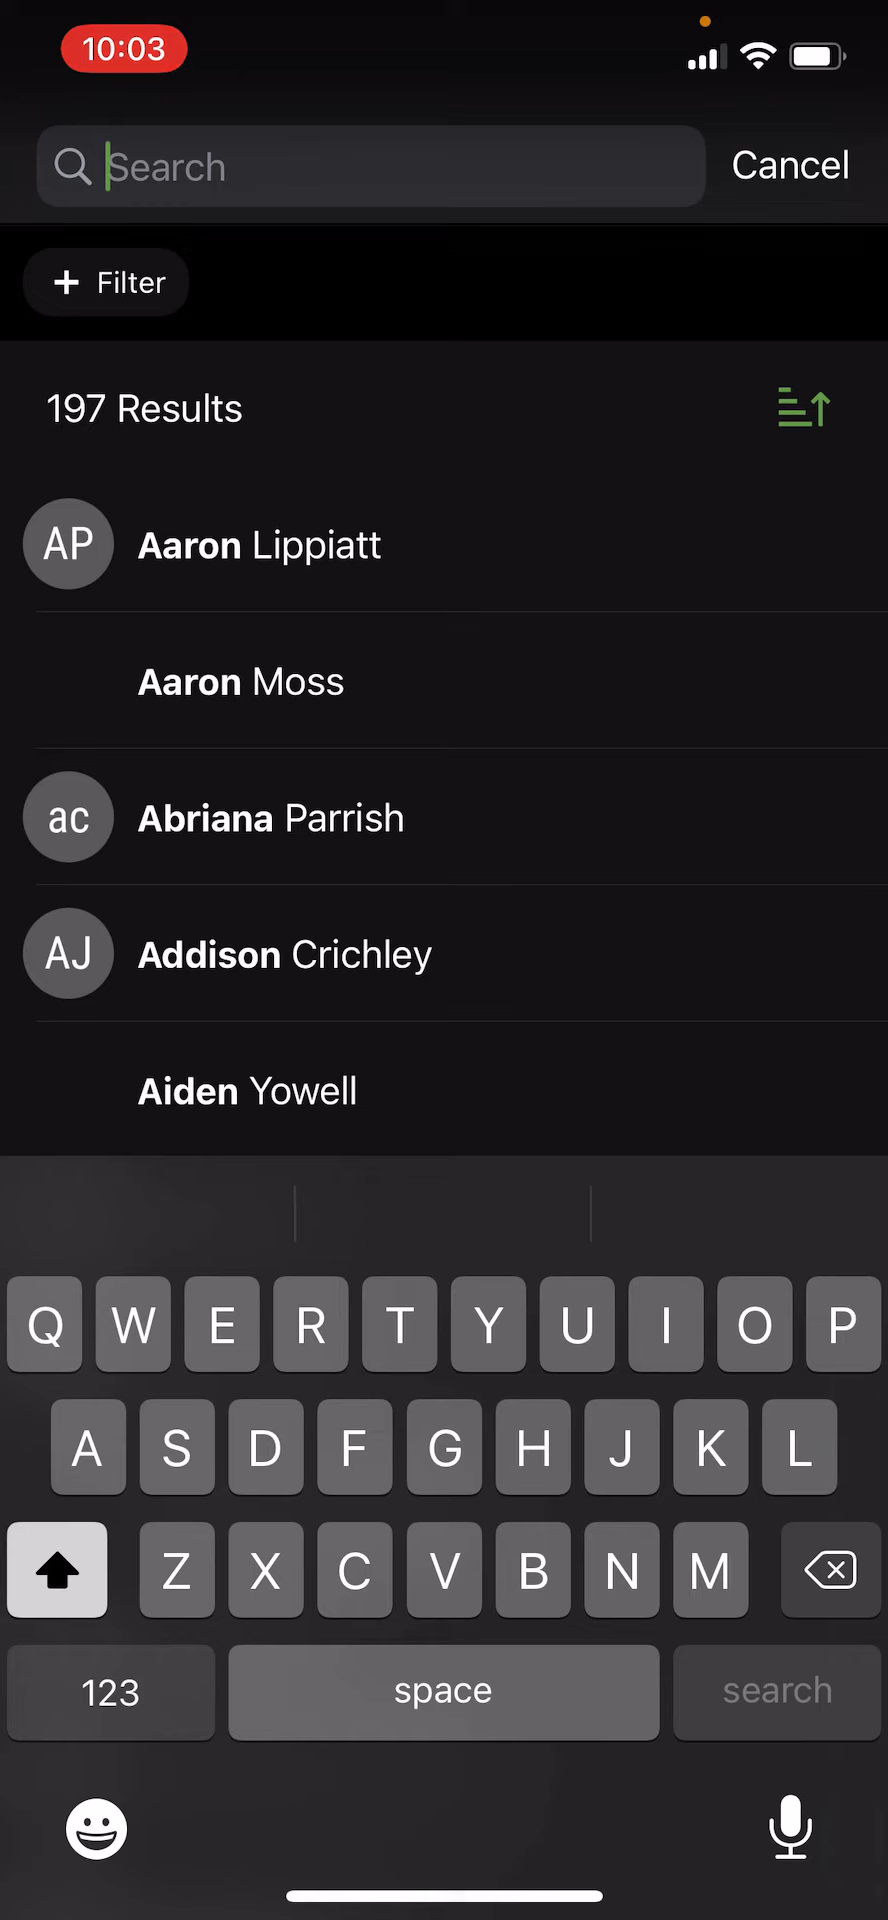 10:03
Search
Cancel
+ Filter
197 Results
AP
Aaron Lippiatt
Aaron Moss
ac
Abriana Parrish
AJ
Addison Crichley
Aiden Yowell
Q W E R T Y U I O P
A S D F G H J K L
Z X C V B N M
123 space search